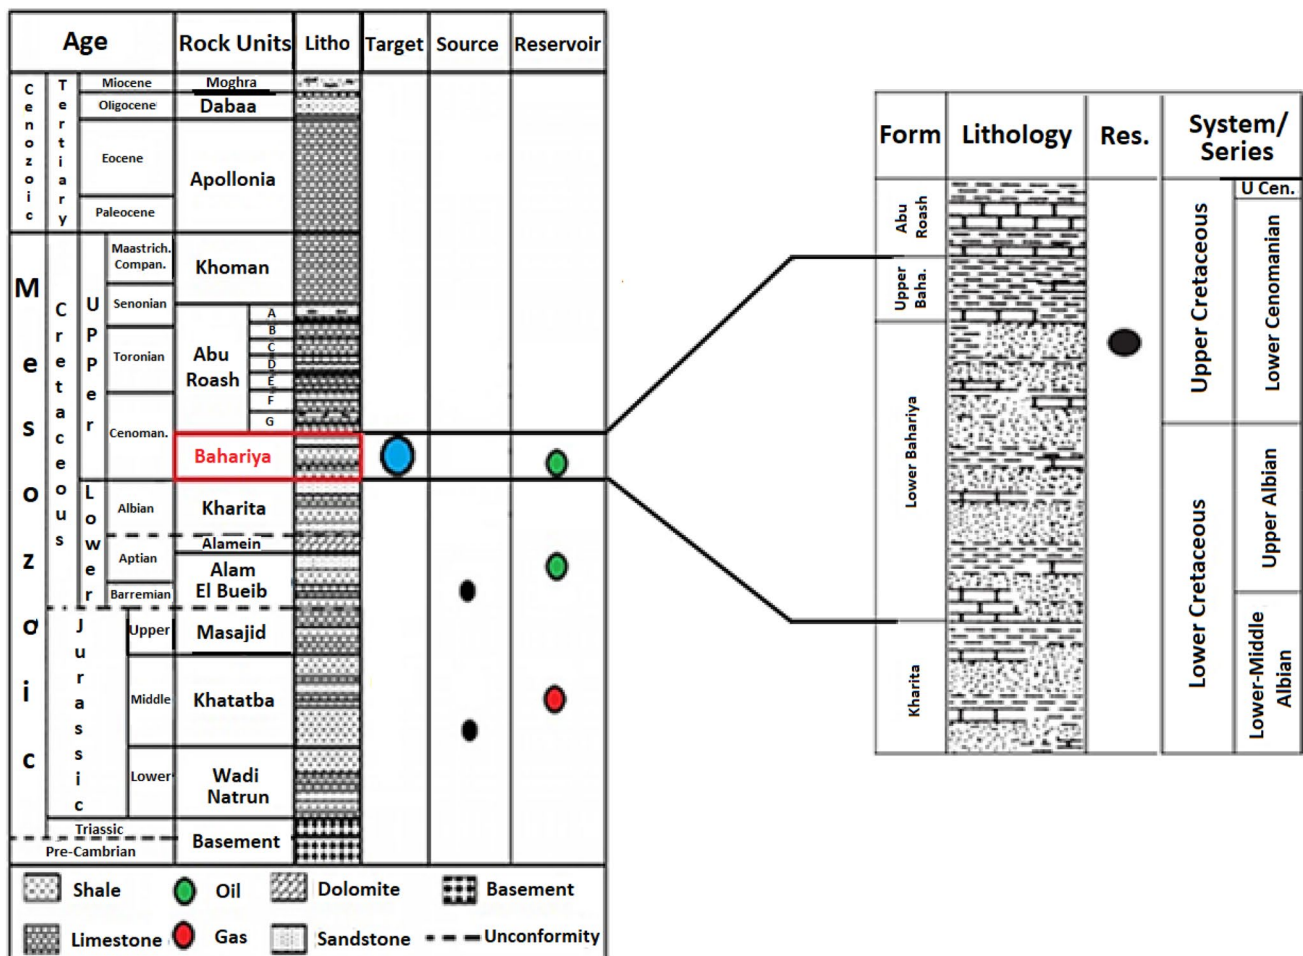 Age
Rock Units
Litho
Target
Source
Reservoir
Cenozoic
Tertiary
Miocene
Moghra
Oligocene
Dabaa
Eocene
Apollonia
Paleocene
Mesozoic
Cretaceous
Upper
Maastrich.
Compan.
Khoman
Senonian
Toronian
Cenoman.
Abu
Roash
A
B
C
D
E
F
G
Bahariya
Lower
Albian
Kharita
Aptian
Alamein
Alam
El Bueib
Barremian
Jurassic
Upper
Masajid
Middle
Khatatba
Lower
Wadi
Natrun
Triassic
Pre-Cambrian
Basement
Shale
Oil
Dolomite
Basement
Limestone
Gas
Sandstone
Unconformity
Form
Lithology
Res.
System/
Series
Abu
Roash
Upper
Baha.
Lower Bahariya
Kharita
Upper Cretaceous
Lower Cretaceous
U Cen.
Lower Cenomanian
Upper Albian
Lower-Middle
Albian